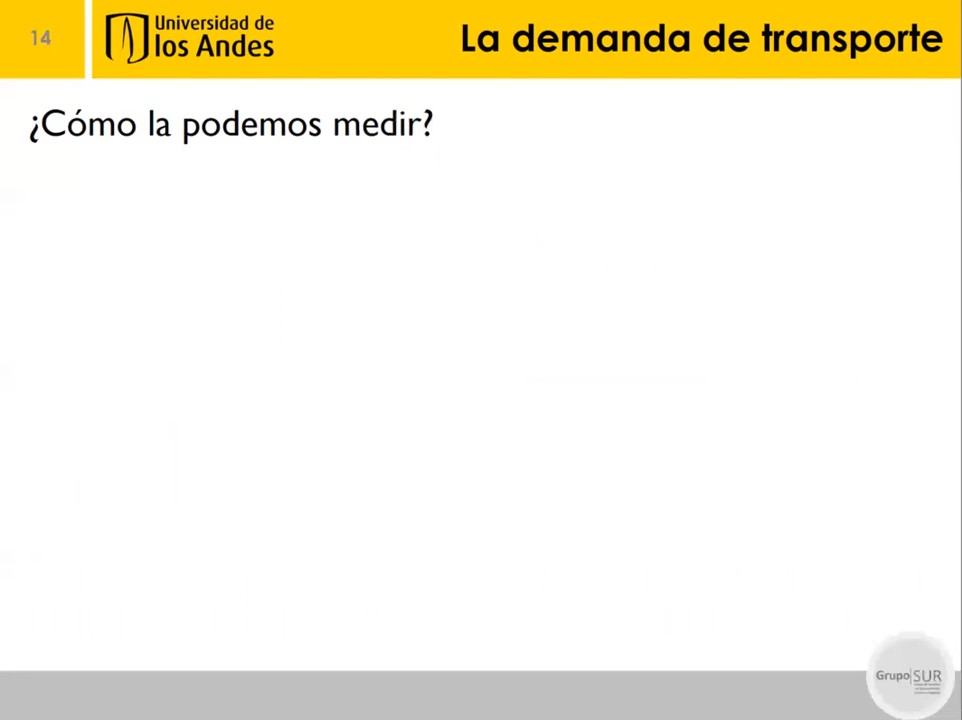 14
Universidad de
los Andes
La demanda de transporte
¿Cómo la podemos medir?
Grupo|SUR